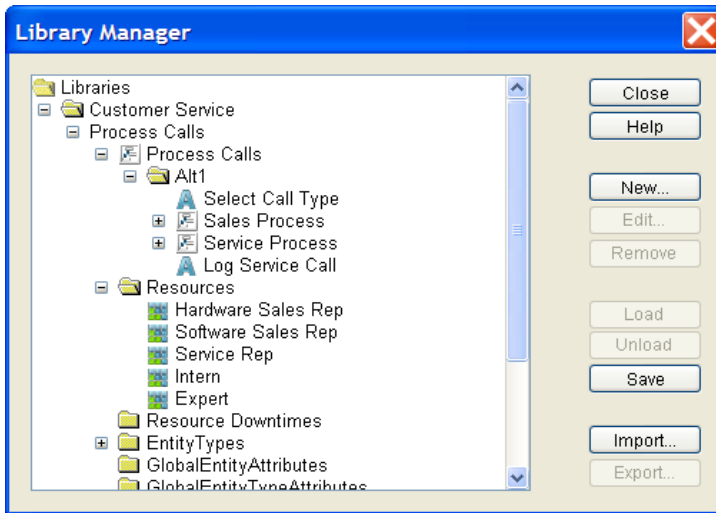 Library Manager
Libraries
Customer Service
Process Calls
Process Calls
Alt1
Select Call Type
Sales Process
Service Process
Log Service Call
Resources
Hardware Sales Rep
Software Sales Rep
Service Rep
Intern
Expert
Resource Downtimes
EntityTypes
GlobalEntityAttributes
GlobalEntityTypeAttributes
Close
Help
New...
Edit...
Remove
Load
Unload
Save
Import...
Export...